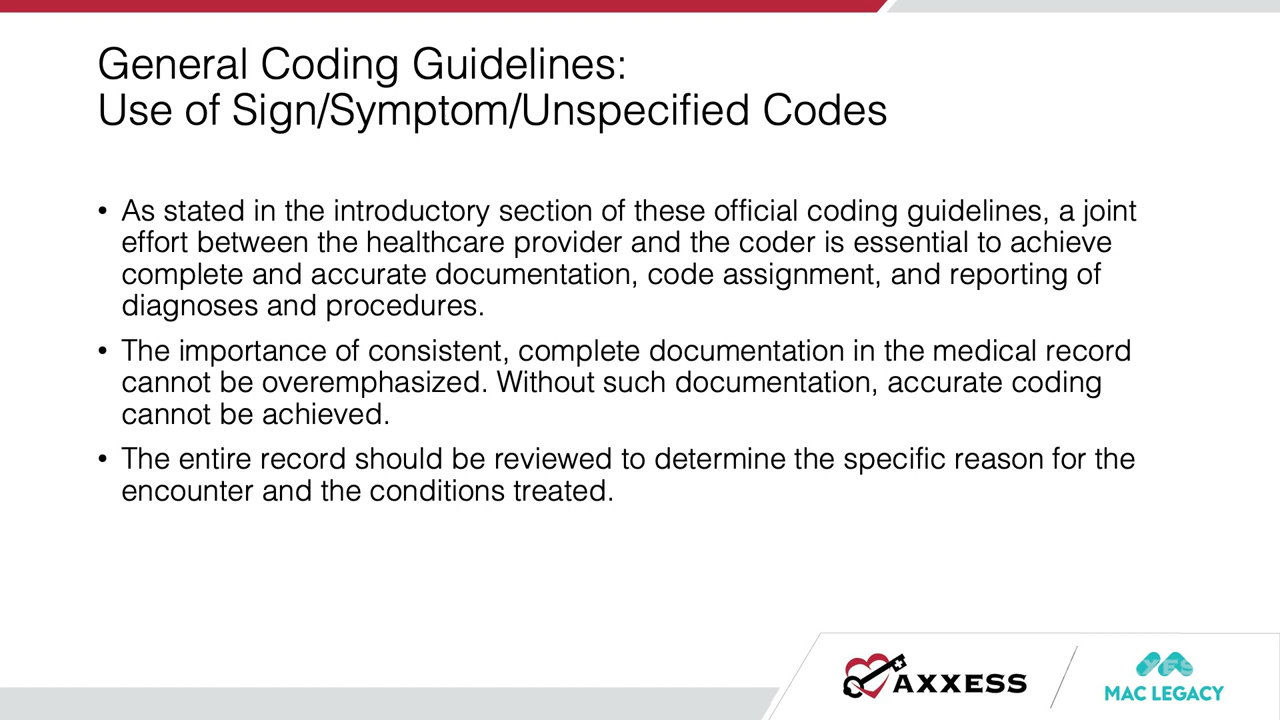 General Coding Guidelines:
Use of Sign/Symptom/Unspecified Codes
• As stated in the introductory section of these official coding guidelines, a joint
effort between the healthcare provider and the coder is essential to achieve
complete and accurate documentation, code assignment, and reporting of
diagnoses and procedures.
• The importance of consistent, complete documentation in the medical record
cannot be overemphasized. Without such documentation, accurate coding
cannot be achieved.
• The entire record should be reviewed to determine the specific reason for the
encounter and the conditions treated.
AXXESS
MAC LEGACY